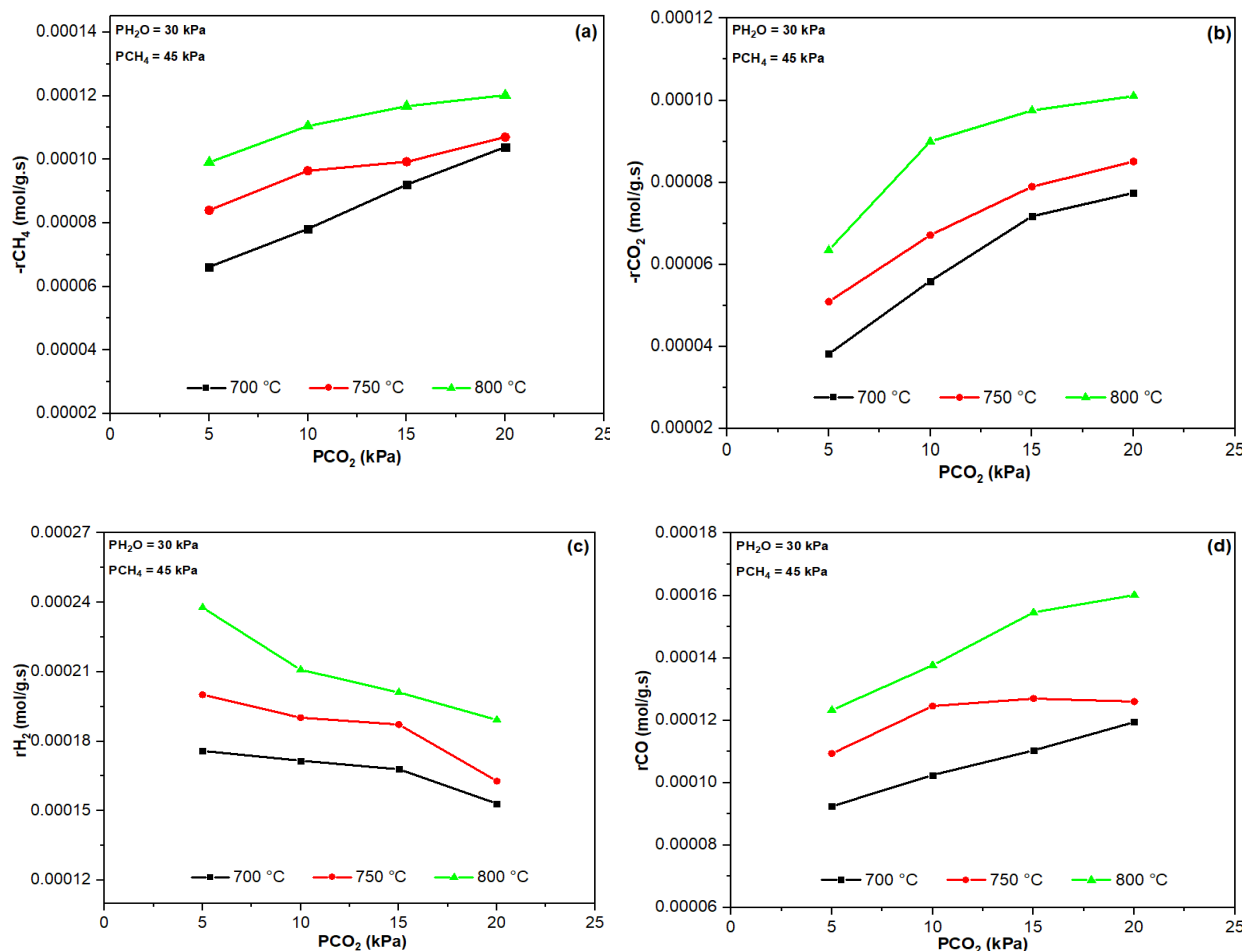 PH₂O = 30 kPa
PCH₄ = 45 kPa
(a)
-rCH₄ (mol/g.s)
0.00014
0.00012
0.00010
0.00008
0.00006
0.00004
0.00002
700 °C 750 °C 800 °C
0 5 10 15 20 25
PCO₂ (kPa)
PH₂O = 30 kPa
PCH₄ = 45 kPa
(b)
-rCO₂ (mol/g.s)
0.00012
0.00010
0.00008
0.00006
0.00004
0.00002
700 °C 750 °C 800 °C
0 5 10 15 20 25
PCO₂ (kPa)
PH₂O = 30 kPa
PCH₄ = 45 kPa
(c)
rH₂ (mol/g.s)
0.00027
0.00024
0.00021
0.00018
0.00015
0.00012
700 °C 750 °C 800 °C
0 5 10 15 20 25
PCO₂ (kPa)
PH₂O = 30 kPa
PCH₄ = 45 kPa
(d)
rCO (mol/g.s)
0.00018
0.00016
0.00014
0.00012
0.00010
0.00008
0.00006
700 °C 750 °C 800 °C
0 5 10 15 20 25
PCO₂ (kPa)